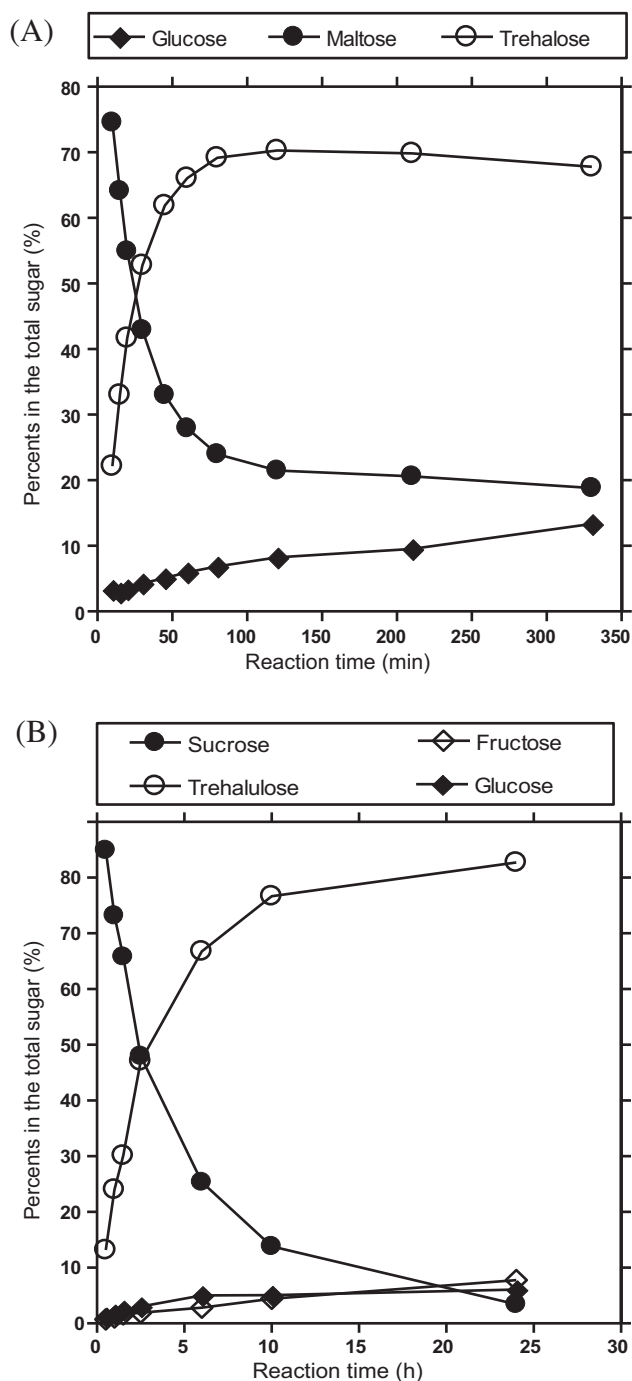 (A)
Glucose Maltose Trehalose
80
70
60
50
40
30
20
10
0
Percents in the total sugar (%)
0 50 100 150 200 250 300 350
Reaction time (min)
(B)
Sucrose Fructose
Trehalulose Glucose
80
70
60
50
40
30
20
10
0
Percents in the total sugar (%)
0 5 10 15 20 25 30
Reaction time (h)